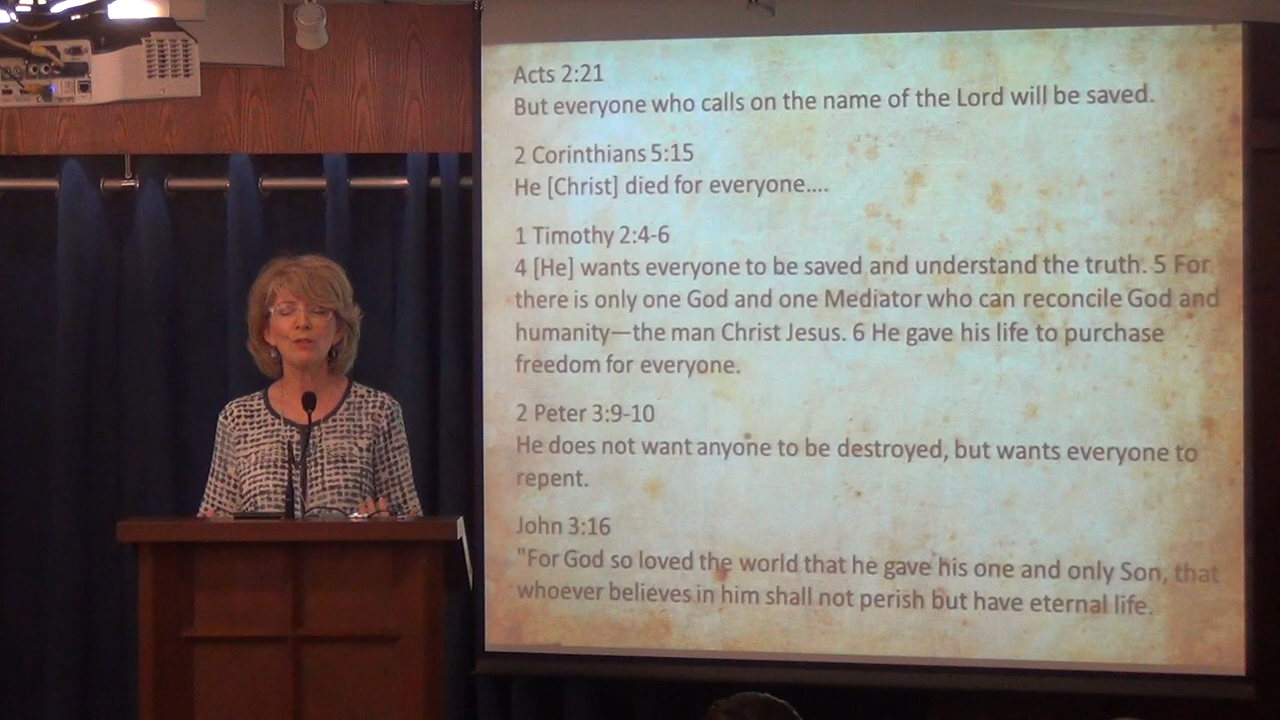 Acts 2:21
But everyone who calls on the name of the Lord will be saved.
2 Corinthians 5:15
He [Christ] died for everyone....
1 Timothy 2:4-6
4 [He] wants everyone to be saved and understand the truth. 5 For
there is only one God and one Mediator who can reconcile God and
humanity—the man Christ Jesus. 6 He gave his life to purchase
freedom for everyone.
2 Peter 3:9-10
He does not want anyone to be destroyed, but wants everyone to
repent.
John 3:16
"For God so loved the world that he gave his one and only Son, that
whoever believes in him shall not perish but have eternal life.